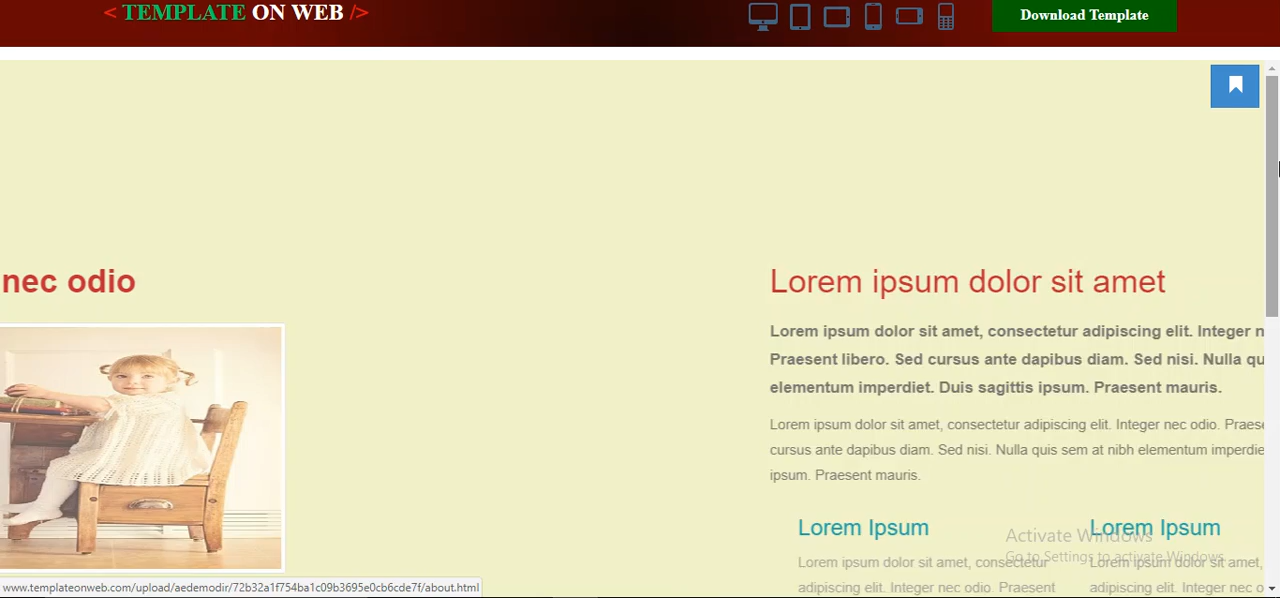 < TEMPLATE ON WEB />
Download Template
nec odio
Lorem ipsum dolor sit amet
Lorem ipsum dolor sit amet, consectetur adipiscing elit. Integer n
Praesent libero. Sed cursus ante dapibus diam. Sed nisi. Nulla qu
elementum imperdiet. Duis sagittis ipsum. Praesent mauris.
Lorem ipsum dolor sit amet, consectetur adipiscing elit. Integer nec odio. Praese
cursus ante dapibus diam. Sed nisi. Nulla quis sem at nibh elementum imperdie
ipsum. Praesent mauris.
Lorem Ipsum
Lorem ipsum dolor sit amet, consectetur
adipiscing elit. Integer nec odio. Praesent
Lorem Ipsum
Lorem ipsum dolor sit amet,
adipiscing elit. Integer nec o
Activate Windows
Go to Settings to activate Windows.
www.templateonweb.com/upload/aedemodir/72b32a1f754ba1c09b3695e0cb6cde7f/about.html